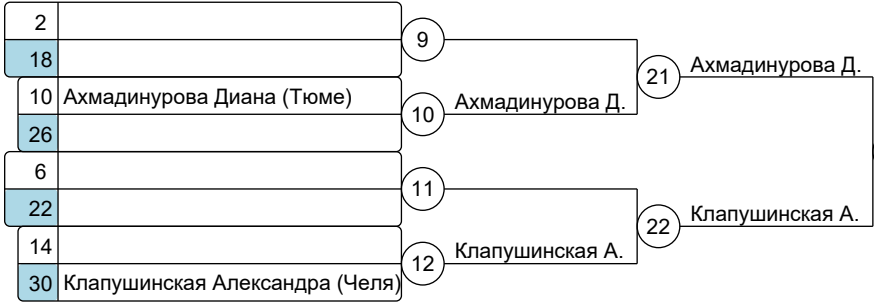 2
9
18
21
Ахмадинурова Д.
10 Ахмадинурова Диана (Тюме)
10
Ахмадинурова Д.
26
6
11
22
22
Клапушинская А.
14
12
Клапушинская А.
30 Клапушинская Александра (Челя)